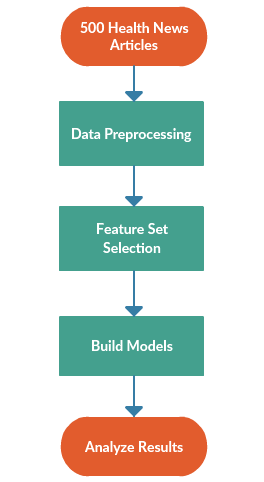 500 Health News
Articles
Data Preprocessing
Feature Set
Selection
Build Models
Analyze Results